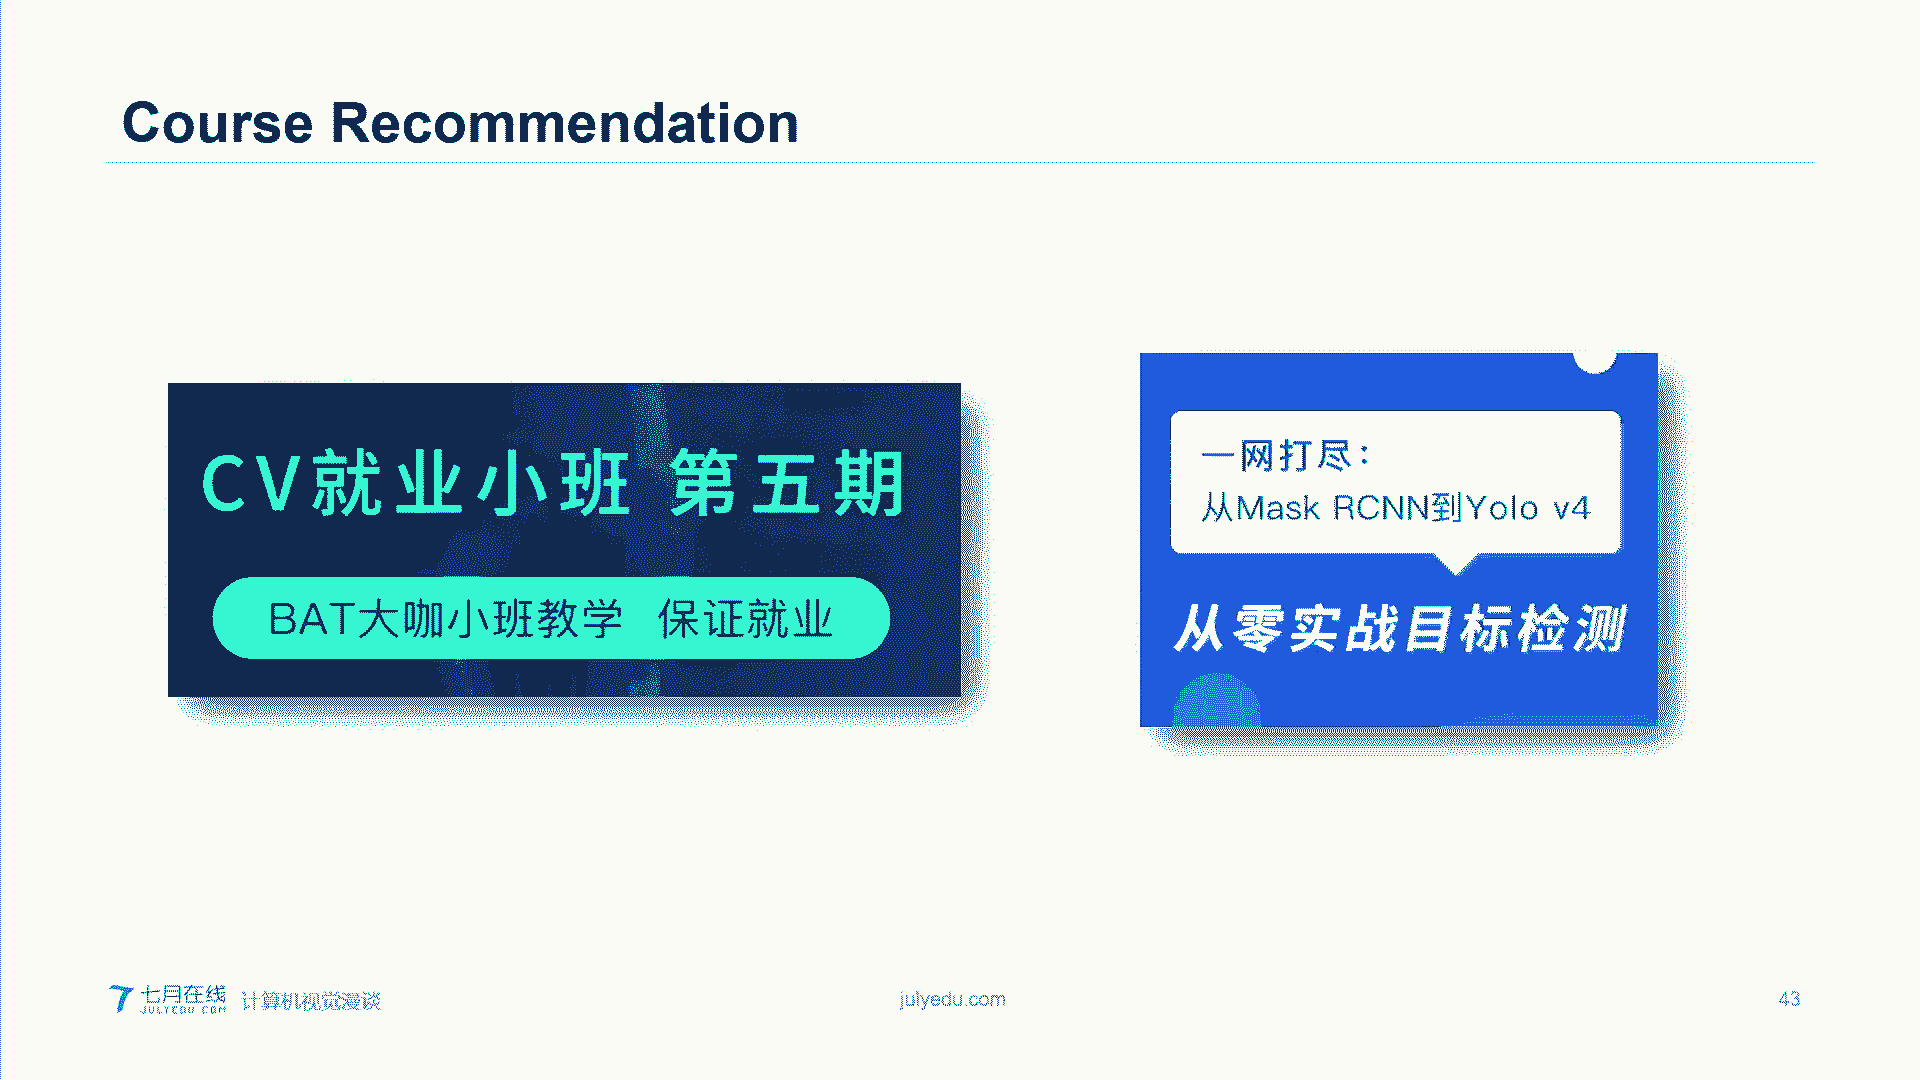 Course Recommendation
CV就业小班 第五期
BAT大咖小班教学 保证就业
一网打尽：
从Mask RCNN到Yolo v4
从零实战目标检测
七月在线
JULYEDU.COM
计算机视觉漫谈
julyedu.com
43